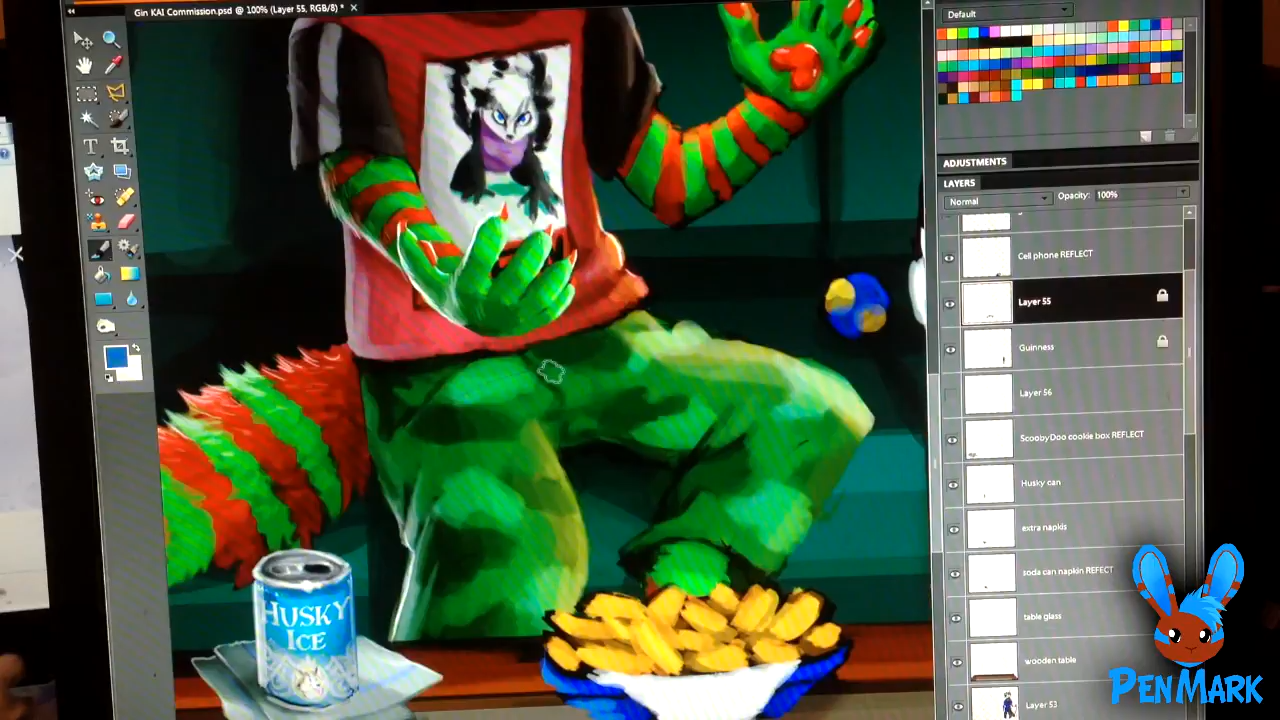 Gin KAI Commission.psd @ 100% (Layer 55, RGB/8) *
Default
ADJUSTMENTS
LAYERS
Normal
Opacity: 100%
Cell phone REFLECT
Layer 55
Guinness
Layer 56
ScoobyDoo cookie box REFLECT
Husky can
extra napkis
soda can napkin REFECT
table glass
wooden table
Layer 53
HUSKY
ICE
PENMARK